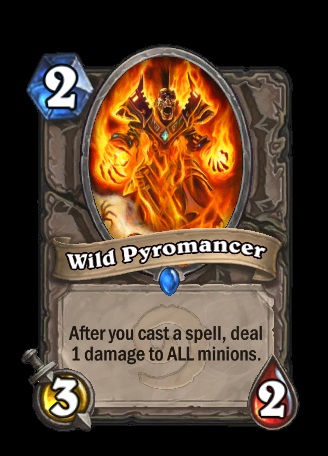 2
Wild Pyromancer
After you cast a spell, deal
1 damage to ALL minions.
3
2